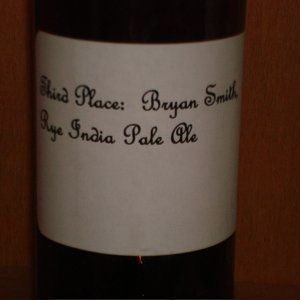 Third Place: Bryan Smith,
Rye India Pale Ale